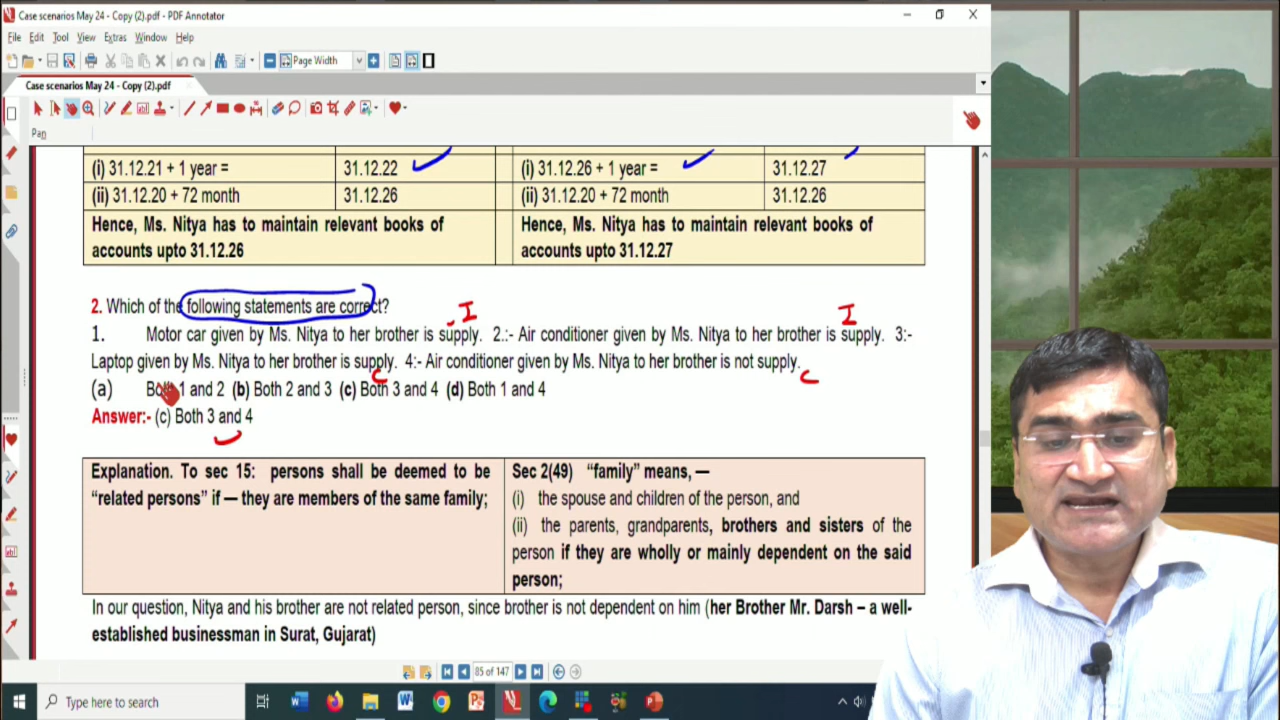 Case scenarios May 24 - Copy (2).pdf - PDF Annotator
File Edit Tool View Extras Window Help
Page Width
Case scenarios May 24 - Copy (2).pdf
Pan
(i) 31.12.21 + 1 year = 31.12.22 (i) 31.12.26 + 1 year = 31.12.27
(ii) 31.12.20 + 72 month 31.12.26 (ii) 31.12.20 + 72 month 31.12.26
Hence, Ms. Nitya has to maintain relevant books of
accounts upto 31.12.26
Hence, Ms. Nitya has to maintain relevant books of
accounts upto 31.12.27
2. Which of the following statements are correct?
I I
1. Motor car given by Ms. Nitya to her brother is supply. 2.:- Air conditioner given by Ms. Nitya to her brother is supply. 3:-
Laptop given by Ms. Nitya to her brother is supply. 4:- Air conditioner given by Ms. Nitya to her brother is not supply.
C C
(a) Both 1 and 2 (b) Both 2 and 3 (c) Both 3 and 4 (d) Both 1 and 4
Answer:- (c) Both 3 and 4
Explanation. To sec 15: persons shall be deemed to be
“related persons” if — they are members of the same family;
Sec 2(49) “family” means, —
(i) the spouse and children of the person, and
(ii) the parents, grandparents, brothers and sisters of the
person if they are wholly or mainly dependent on the said
person;
In our question, Nitya and his brother are not related person, since brother is not dependent on him (her Brother Mr. Darsh – a well-
established businessman in Surat, Gujarat)
85 of 147
Type here to search